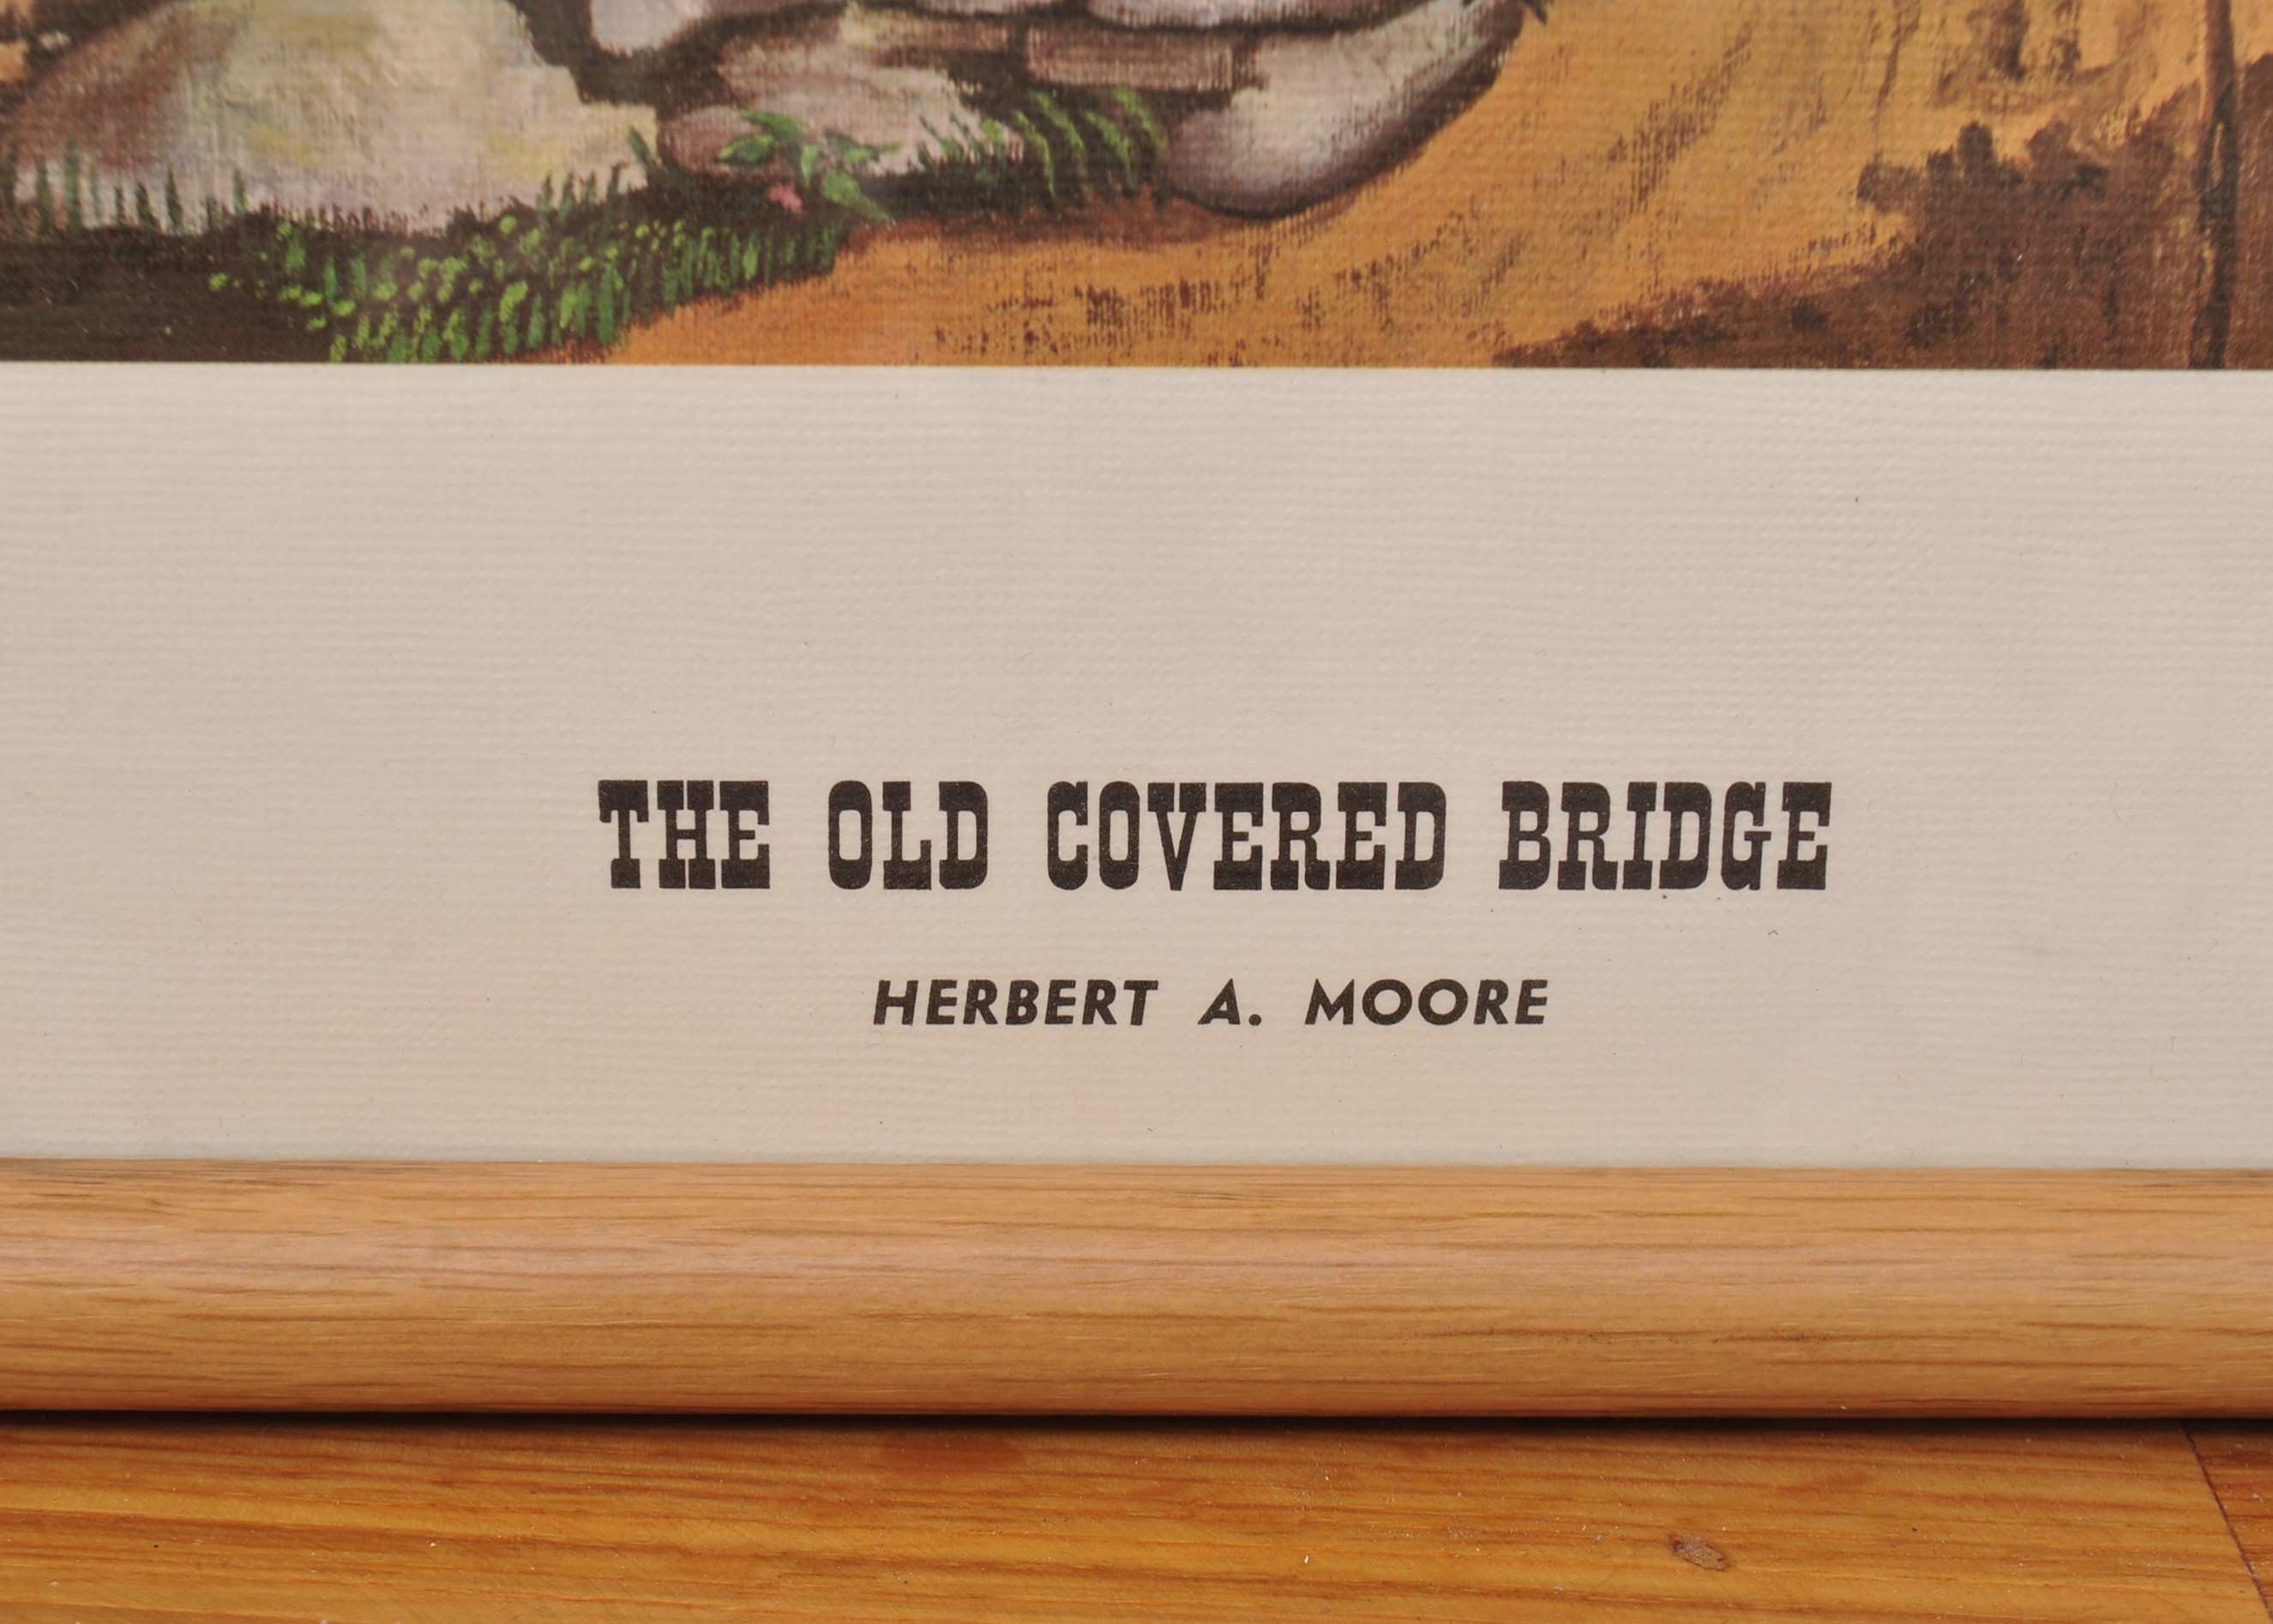 THE OLD COVERED BRIDGE
HERBERT A. MOORE